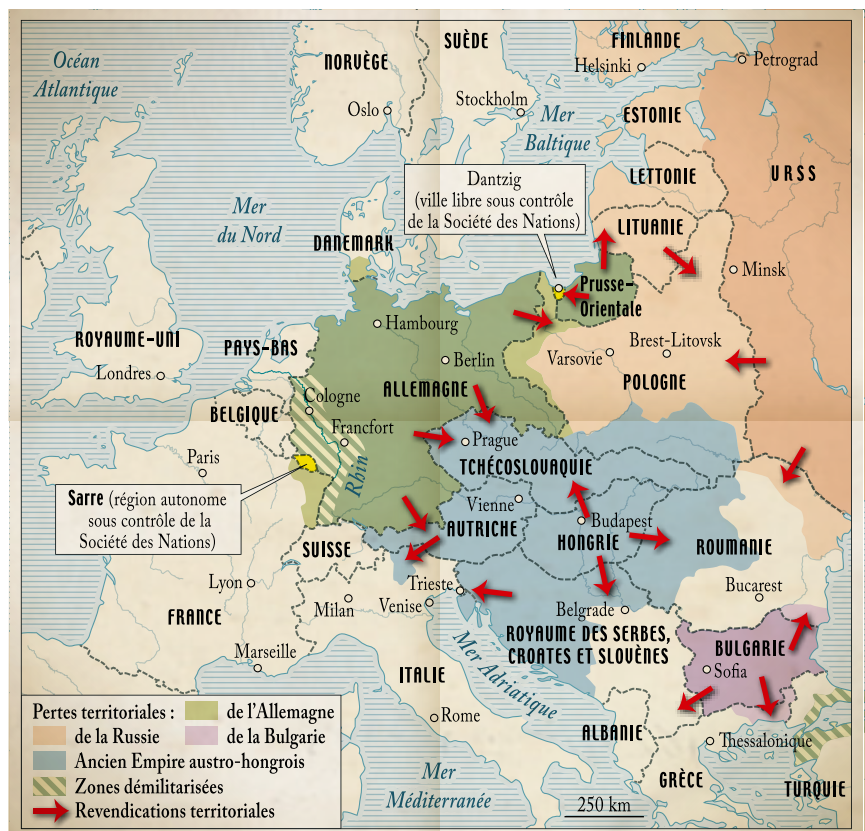 Océan
Atlantique
NORVÈGE
Oslo
SUÈDE
Stockholm
Mer
Baltique
FINLANDE
Helsinki
Petrograd
ESTONIE
LETTONIE
URSS
LITUANIE
Minsk
Dantzig
(ville libre sous contrôle
de la Société des Nations)
Mer
du Nord
DANEMARK
Prusse-
Orientale
Hambourg
Berlin
ALLEMAGNE
Varsovie
Brest-Litovsk
POLOGNE
ROYAUME-UNI
Londres
PAYS-BAS
BELGIQUE
Cologne
Francfort
Rhin
Paris
Sarre (région autonome
sous contrôle de la
Société des Nations)
Prague
TCHÉCOSLOVAQUIE
Vienne
AUTRICHE
Budapest
HONGRIE
ROUMANIE
Bucarest
SUISSE
Lyon
FRANCE
Marseille
Milan
Venise
Trieste
ITALIE
Rome
Mer Adriatique
Belgrade
ROYAUME DES SERBES,
CROATES ET SLOVÈNES
BULGARIE
Sofia
ALBANIE
Thessalonique
GRÈCE
TURQUIE
Mer
Méditerranée
250 km
Pertes territoriales :
de l'Allemagne
de la Russie
de la Bulgarie
Ancien Empire austro-hongrois
Zones démilitarisées
Revendications territoriales